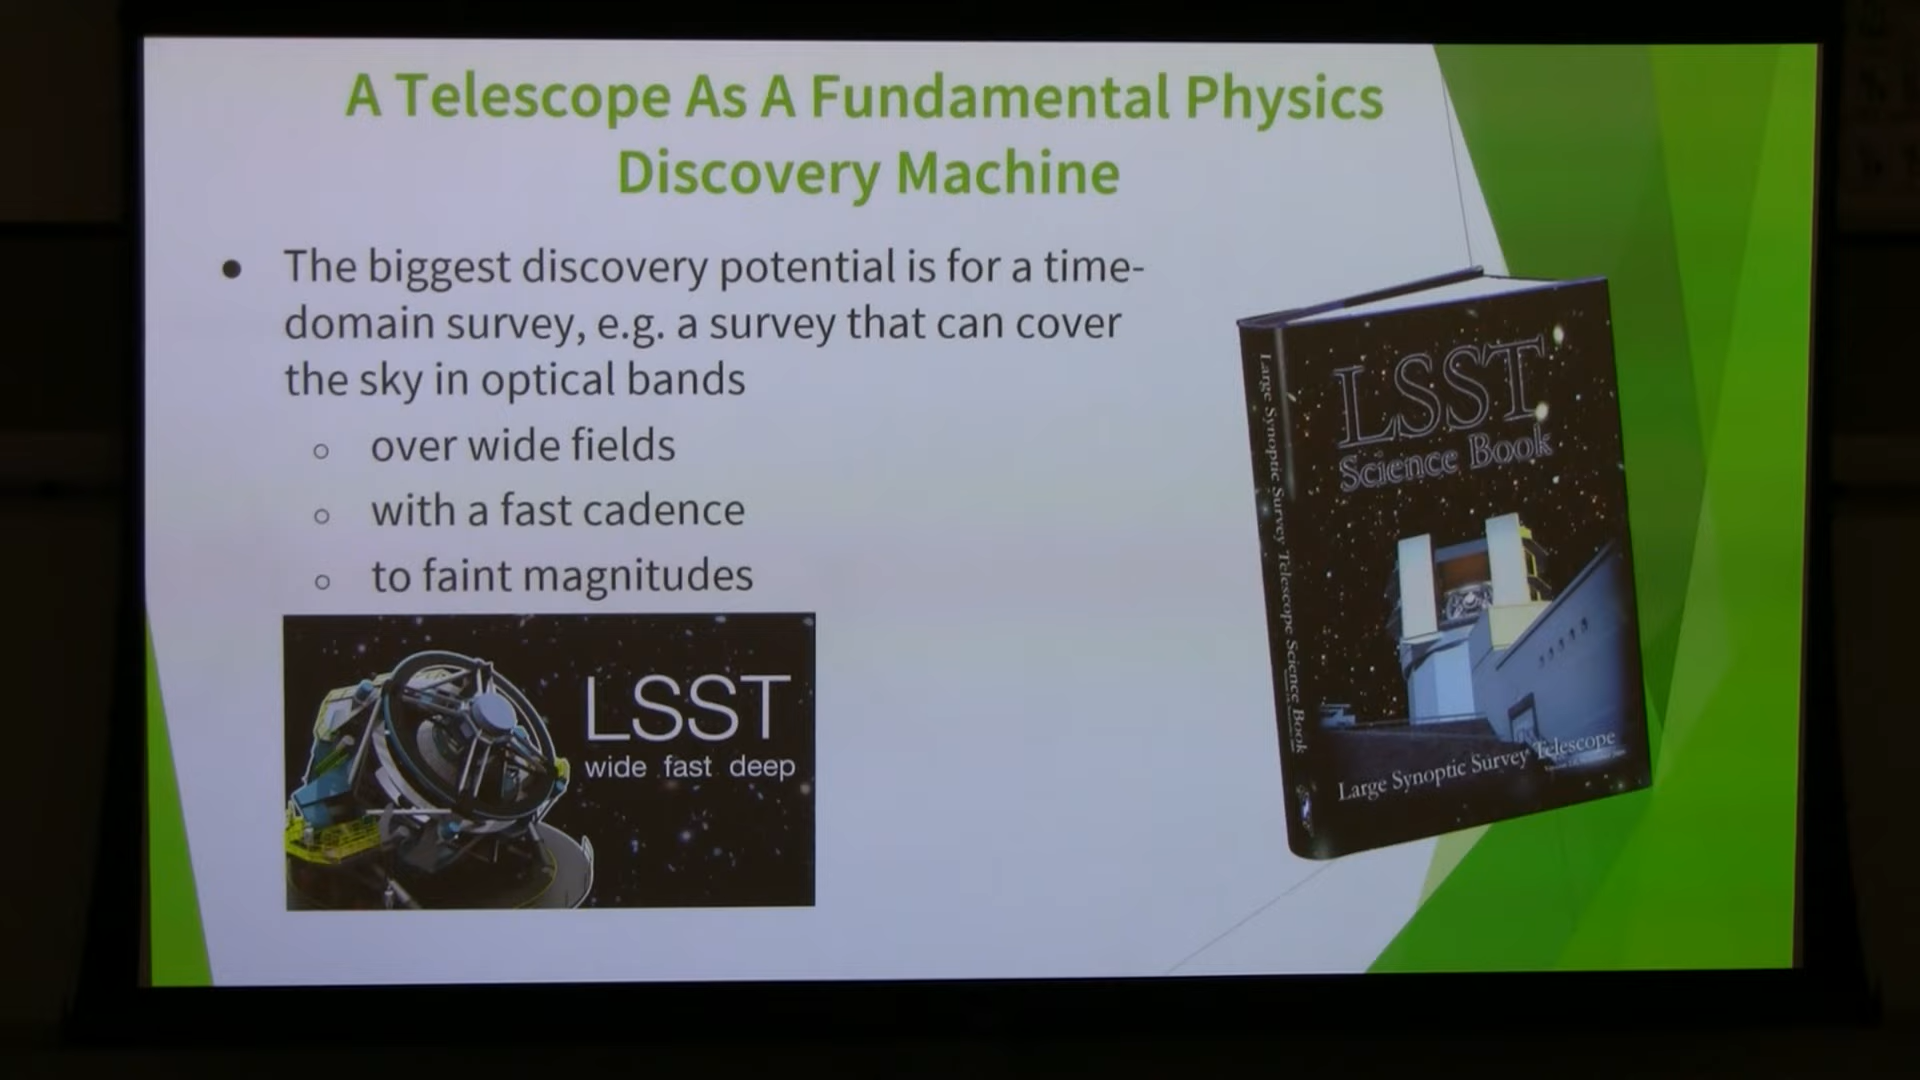 A Telescope As A Fundamental Physics
Discovery Machine
● The biggest discovery potential is for a time-
domain survey, e.g. a survey that can cover
the sky in optical bands
○ over wide fields
○ with a fast cadence
○ to faint magnitudes
LSST
wide fast deep
Large Synoptic Survey Telescope Science Book
LSST
Science Book
Large Synoptic Survey Telescope